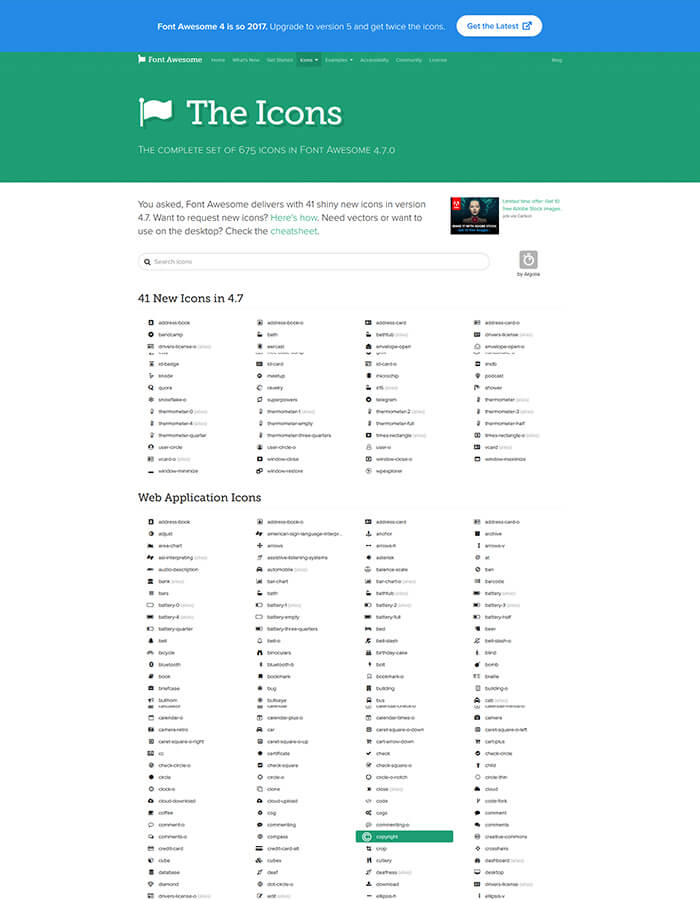 Font Awesome 4 is so 2017. Upgrade to version 5 and get twice the icons. Get the Latest
Font Awesome Home What's New Get Started Icons Examples Accessibility Community License Blog
The Icons
The complete set of 675 icons in Font Awesome 4.7.0
You asked, Font Awesome delivers with 41 shiny new icons in version
4.7. Want to request new icons? Here's how. Need vectors or want to
use on the desktop? Check the cheatsheet.
Limited time offer: Get 10
free Adobe Stock images.
ads via Carbon
Search icons
by Algolia
41 New Icons in 4.7
address-book address-book-o address-card address-card-o
bandcamp bath bathtub (alias) drivers-license (alias)
drivers-license-o (alias) eercast envelope-open envelope-open-o
id-badge id-card id-card-o imdb
linode meetup microchip podcast
quora ravelry s15 (alias) shower
snowflake-o superpowers telegram thermometer (alias)
thermometer-0 (alias) thermometer-1 (alias) thermometer-2 (alias) thermometer-3 (alias)
thermometer-4 (alias) thermometer-empty thermometer-full thermometer-half
thermometer-quarter thermometer-three-quarters times-rectangle (alias) times-rectangle-o (alias)
user-circle user-circle-o user-o vcard (alias)
vcard-o (alias) window-close window-close-o window-maximize
window-minimize window-restore wpexplorer
Web Application Icons
address-book address-book-o address-card address-card-o
adjust american-sign-language-interpr... anchor archive
area-chart arrows arrows-h arrows-v
asl-interpreting (alias) assistive-listening-systems asterisk at
audio-description automobile (alias) balance-scale ban
bank (alias) bar-chart bar-chart-o (alias) barcode
bars bath bathtub (alias) battery (alias)
battery-0 (alias) battery-1 (alias) battery-2 (alias) battery-3 (alias)
battery-4 (alias) battery-empty battery-full battery-half
battery-quarter battery-three-quarters bed beer
bell bell-o bell-slash bell-slash-o
bicycle binoculars birthday-cake blind
bluetooth bluetooth-b bolt bomb
book bookmark bookmark-o braille
briefcase bug building building-o
bullhorn bullseye bus cab (alias)
calendar-o calendar-plus-o calendar-times-o camera
camera-retro car caret-square-o-down caret-square-o-left
caret-square-o-right caret-square-o-up cart-arrow-down cart-plus
cc certificate check check-circle
check-circle-o check-square check-square-o child
circle circle-o circle-o-notch circle-thin
clock-o clone close (alias) cloud
cloud-download cloud-upload code code-fork
coffee cog cogs comment
comment-o commenting commenting-o comments
comments-o compass copyright creative-commons
credit-card credit-card-alt crop crosshairs
cube cubes cutlery dashboard (alias)
database deaf deafness (alias) desktop
diamond dot-circle-o download drivers-license (alias)
drivers-license-o (alias) edit (alias) ellipsis-h ellipsis-v